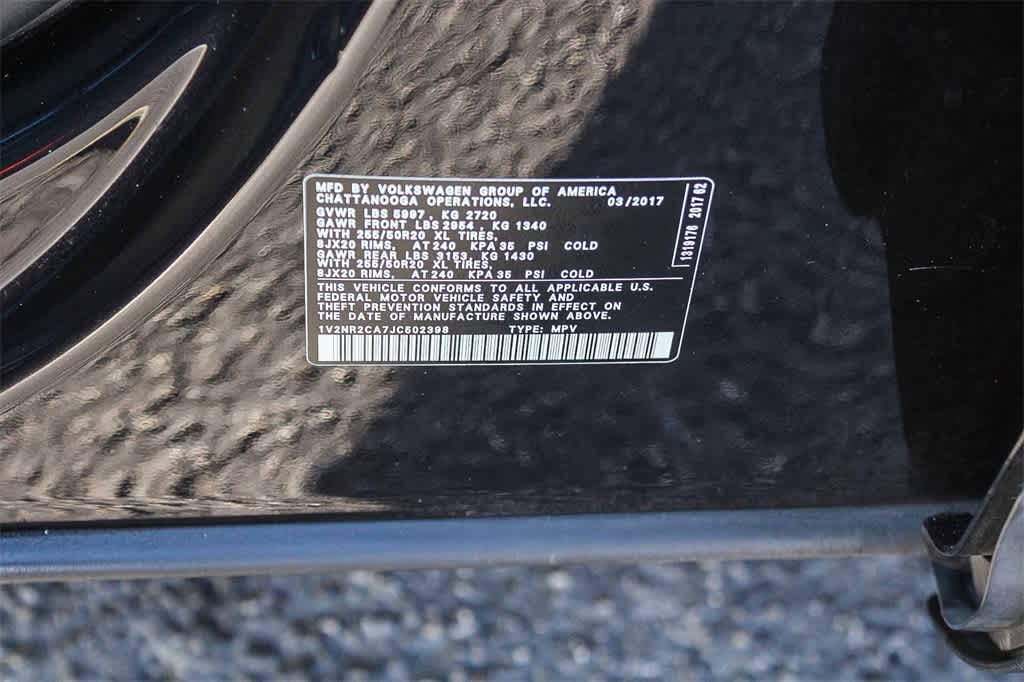 MFD BY VOLKSWAGEN GROUP OF AMERICA
CHATTANOOGA OPERATIONS, LLC. 03/2017
GVWR LBS 5997 , KG 2720
GAWR FRONT LBS 2954 , KG 1340
WITH 255/50R20 XL TIRES,
8JX20 RIMS, AT 240 KPA 35 PSI COLD
GAWR REAR LBS 3153, KG 1430
WITH 255/50R20 XL TIRES,
8JX20 RIMS, AT 240 KPA 35 PSI COLD
THIS VEHICLE CONFORMS TO ALL APPLICABLE U.S.
FEDERAL MOTOR VEHICLE SAFETY AND
THEFT PREVENTION STANDARDS IN EFFECT ON
THE DATE OF MANUFACTURE SHOWN ABOVE.
1V2NR2CA7JC502398 TYPE: MPV
1319176 2017 62